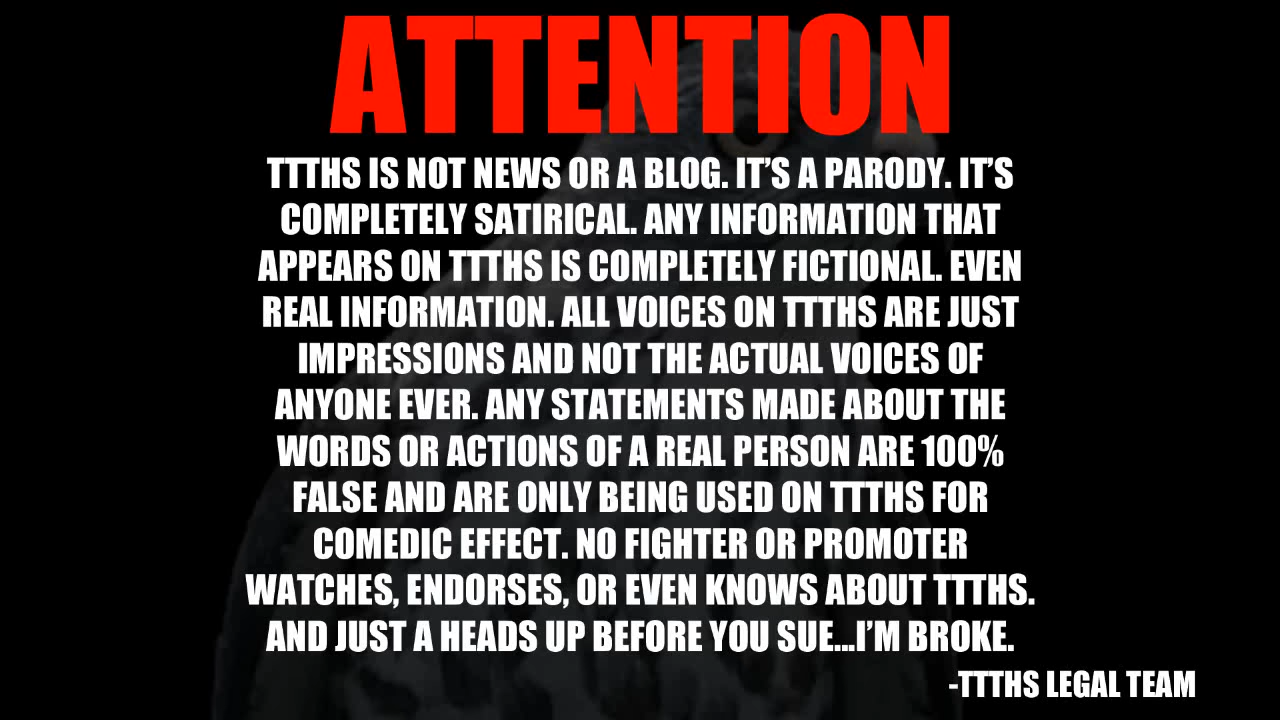 ATTENTION
TTTHS IS NOT NEWS OR A BLOG. IT'S A PARODY. IT'S
COMPLETELY SATIRICAL. ANY INFORMATION THAT
APPEARS ON TTTHS IS COMPLETELY FICTIONAL. EVEN
REAL INFORMATION. ALL VOICES ON TTTHS ARE JUST
IMPRESSIONS AND NOT THE ACTUAL VOICES OF
ANYONE EVER. ANY STATEMENTS MADE ABOUT THE
WORDS OR ACTIONS OF A REAL PERSON ARE 100%
FALSE AND ARE ONLY BEING USED ON TTTHS FOR
COMEDIC EFFECT. NO FIGHTER OR PROMOTER
WATCHES, ENDORSES, OR EVEN KNOWS ABOUT TTTHS.
AND JUST A HEADS UP BEFORE YOU SUE...I'M BROKE.
-TTTHS LEGAL TEAM